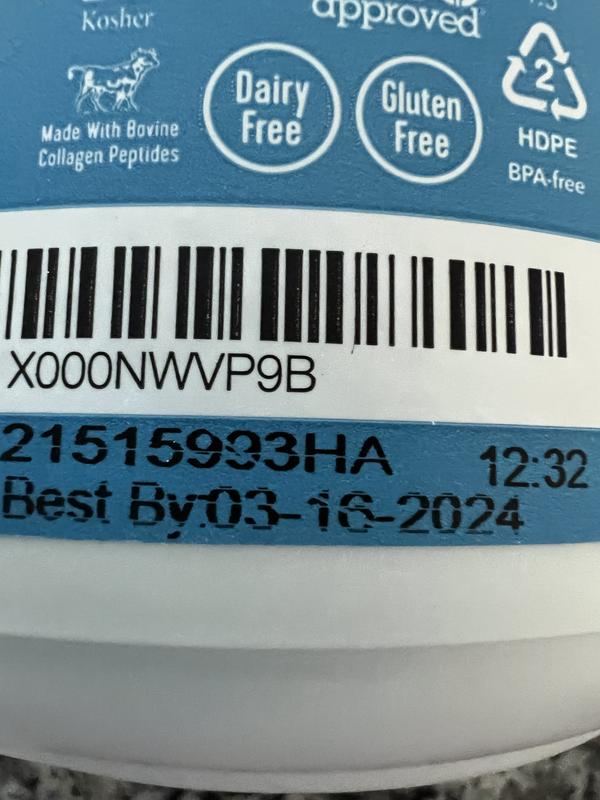 Kosher
approved
Dairy
Free
Gluten
Free
2
HDPE
BPA-free
Made With Bovine
Collagen Peptides
X000NWVP9B
21515993HA 12:32
Best By:03-16-2024